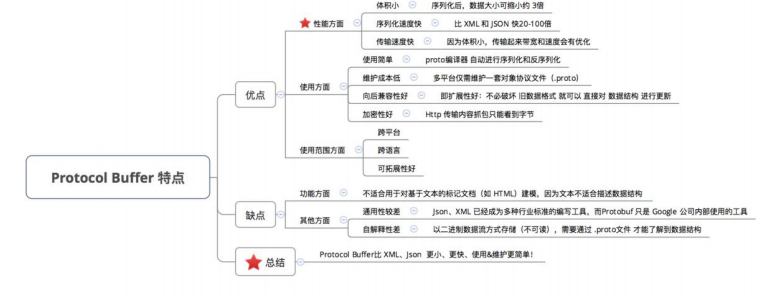 Protocol Buffer 特点
优点
性能方面
体积小
序列化后，数据大小可缩小约 3倍
序列化速度快
比 XML 和 JSON 快20-100倍
传输速度快
因为体积小，传输起来带宽和速度会有优化
使用方面
使用简单
proto编译器 自动进行序列化和反序列化
维护成本低
多平台仅需维护一套对象协议文件（.proto）
向后兼容性好
即扩展性好：不必破坏 旧数据格式 就可以 直接对 数据结构 进行更新
加密性好
Http 传输内容抓包只能看到字节
使用范围方面
跨平台
跨语言
可拓展性好
缺点
功能方面
不适合用于对基于文本的标记文档（如 HTML）建模，因为文本不适合描述数据结构
其他方面
通用性较差
Json、XML 已经成为多种行业标准的编写工具，而Protobuf 只是 Google 公司内部使用的工具
自解释性差
以二进制数据流方式存储（不可读），需要通过 .proto文件 才能了解到数据结构
总结
Protocol Buffer比 XML、Json 更小、更快、使用&维护更简单！